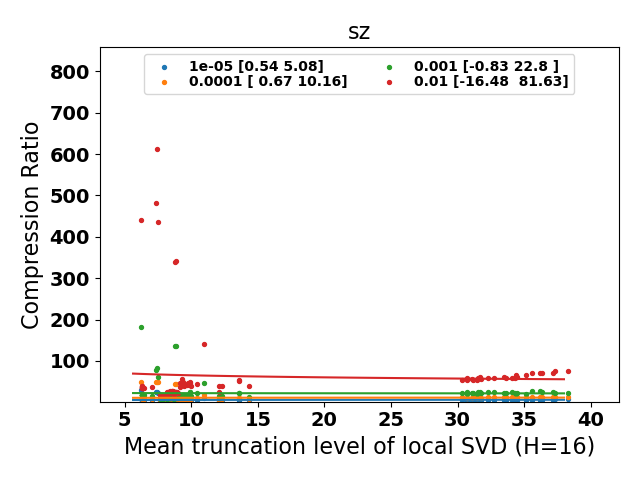 sz
1e-05 [0.54 5.08]
0.0001 [ 0.67 10.16]
0.001 [-0.83 22.8 ]
0.01 [-16.48  81.63]
800
700
600
500
400
300
200
100
Compression Ratio
5 10 15 20 25 30 35 40
Mean truncation level of local SVD (H=16)